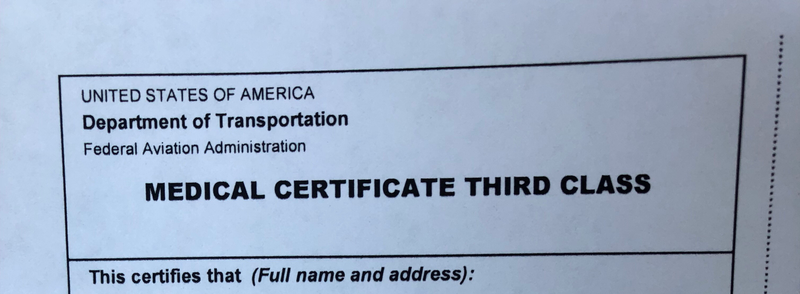 UNITED STATES OF AMERICA
Department of Transportation
Federal Aviation Administration
MEDICAL CERTIFICATE THIRD CLASS
This certifies that (Full name and address):